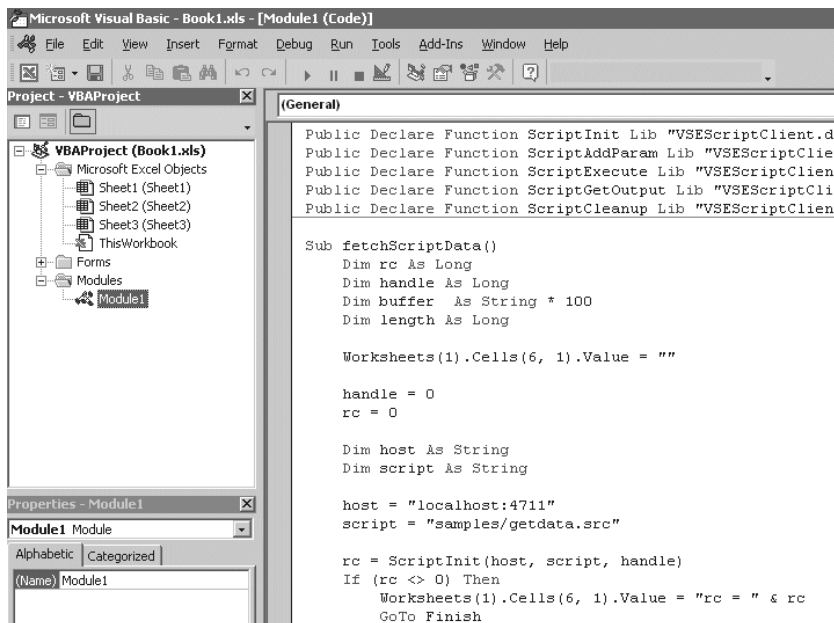 Microsoft Visual Basic - Book1.xls - [Module1 (Code)]
File Edit View Insert Format Debug Run Tools Add-Ins Window Help
Project - VBAProject
VBAProject (Book1.xls)
Microsoft Excel Objects
Sheet1 (Sheet1)
Sheet2 (Sheet2)
Sheet3 (Sheet3)
ThisWorkbook
Forms
Modules
Module1
Properties - Module1
Module1 Module
Alphabetic Categorized
(Name) Module1
(General)
Public Declare Function ScriptInit Lib "VSEScriptClient.d
Public Declare Function ScriptAddParam Lib "VSEScriptClie
Public Declare Function ScriptExecute Lib "VSEScriptClien
Public Declare Function ScriptGetOutput Lib "VSEScriptCli
Public Declare Function ScriptCleanup Lib "VSEScriptClien
Sub fetchScriptData()
Dim rc As Long
Dim handle As Long
Dim buffer As String * 100
Dim length As Long
Worksheets(1).Cells(6, 1).Value = ""
handle = 0
rc = 0
Dim host As String
Dim script As String
host = "localhost:4711"
script = "samples/getdata.src"
rc = ScriptInit(host, script, handle)
If (rc <> 0) Then
Worksheets(1).Cells(6, 1).Value = "rc = " & rc
GoTo Finish